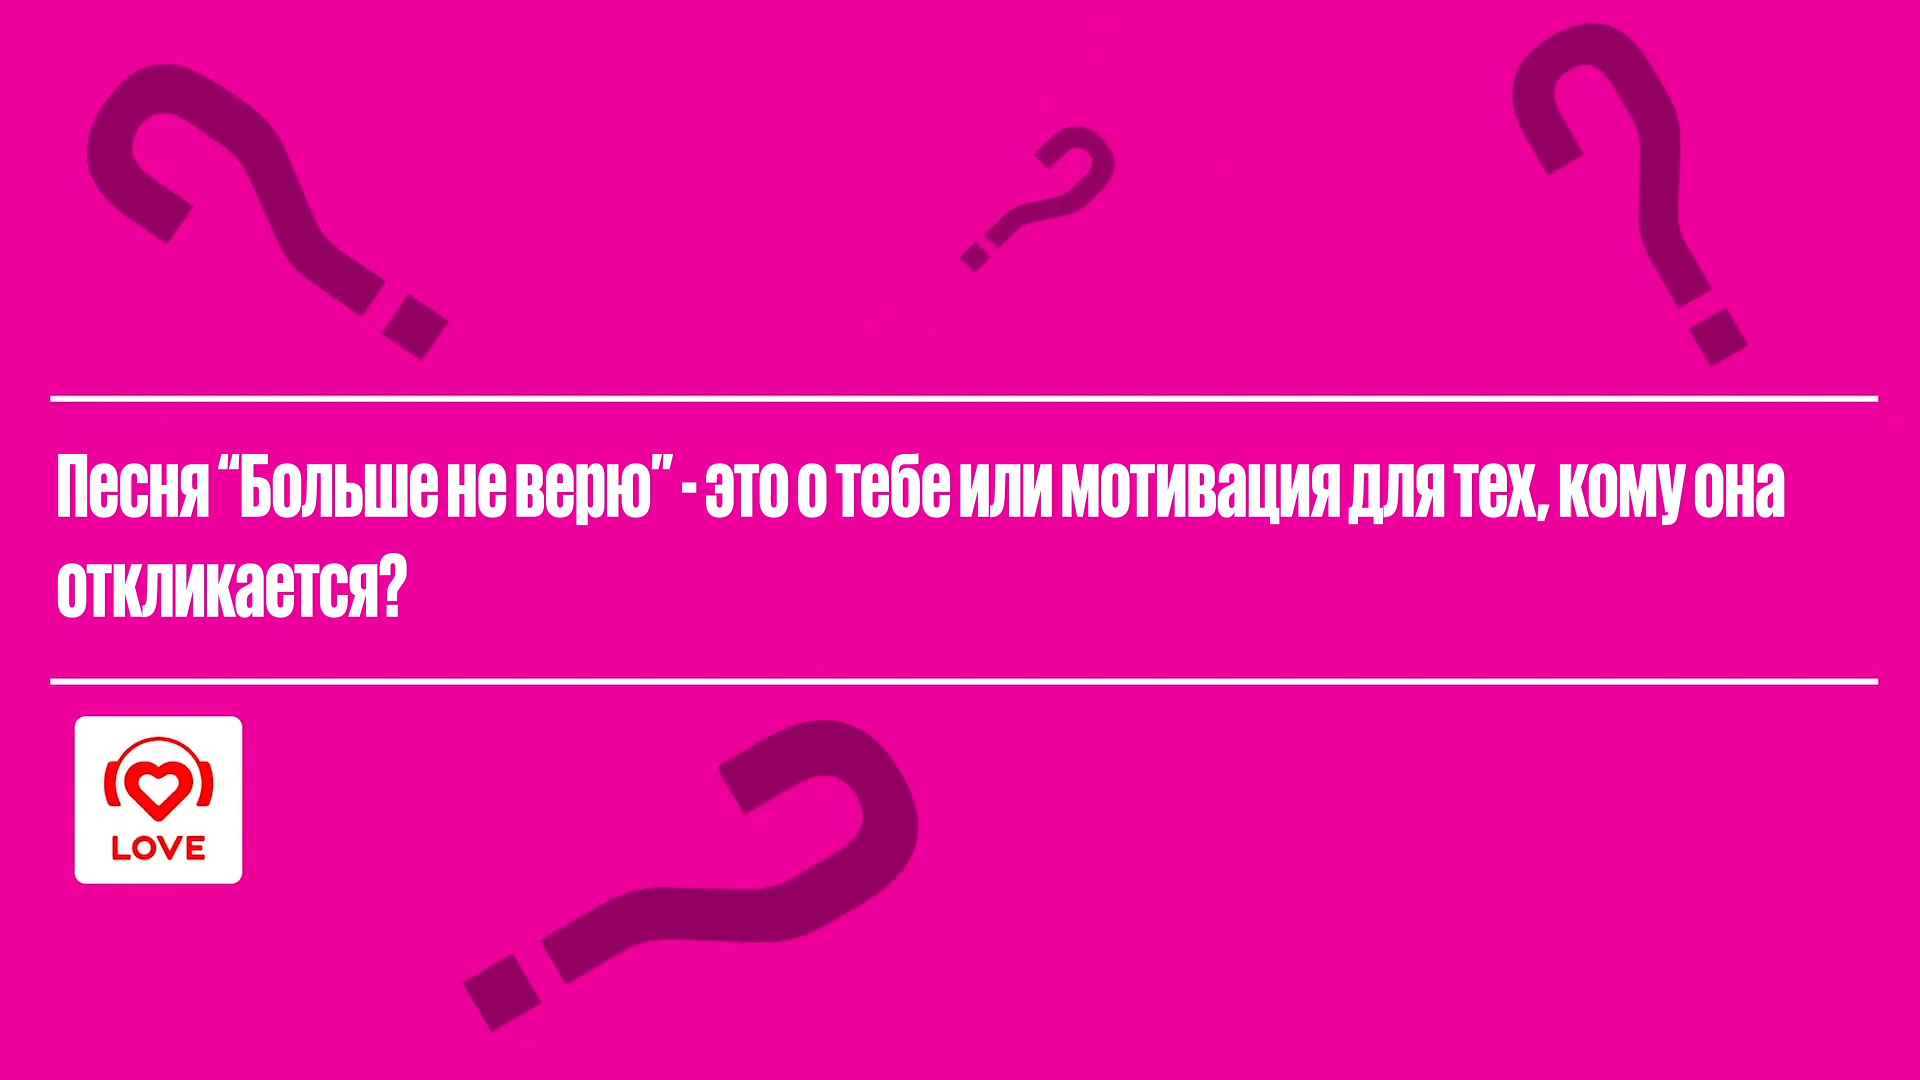 Песня “Больше не верю” - это о тебе или мотивация для тех, кому она
откликается?
LOVE